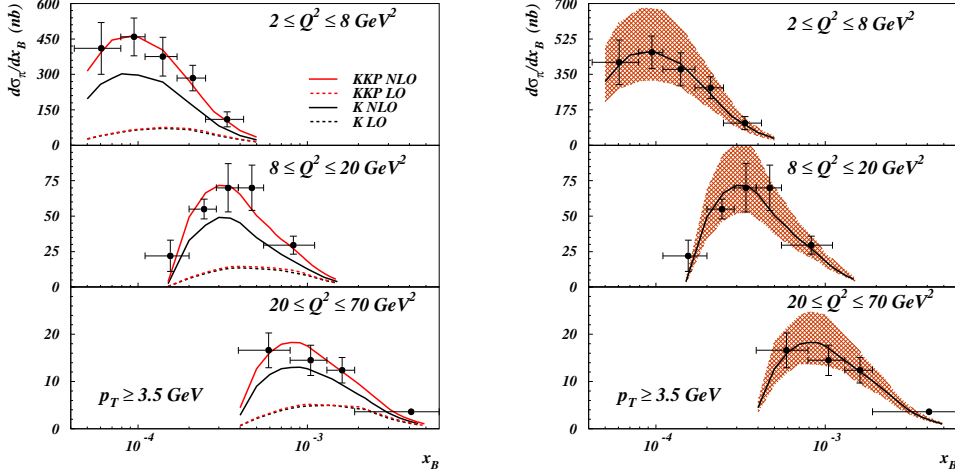 dσπ/dxB (nb)
600
450
300
150
0
2 ≤ Q² ≤ 8 GeV²
KKP NLO
KKP LO
K NLO
K LO
75
50
25
0
8 ≤ Q² ≤ 20 GeV²
20
10
0
20 ≤ Q² ≤ 70 GeV²
pT ≥ 3.5 GeV
10⁻⁴ 10⁻³
xB
dσπ/dxB (nb)
700
525
350
175
0
2 ≤ Q² ≤ 8 GeV²
75
50
25
0
8 ≤ Q² ≤ 20 GeV²
20
10
0
20 ≤ Q² ≤ 70 GeV²
pT ≥ 3.5 GeV
10⁻⁴ 10⁻³
xB